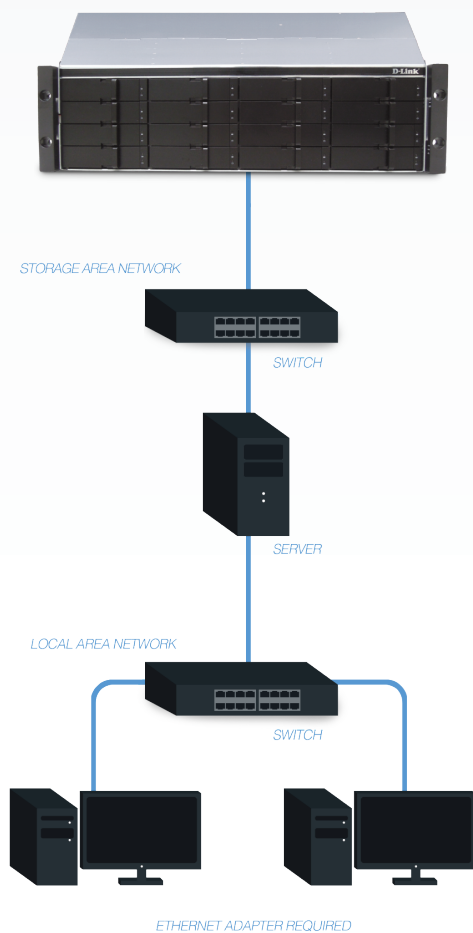 D-Link
STORAGE AREA NETWORK
SWITCH
SERVER
LOCAL AREA NETWORK
SWITCH
ETHERNET ADAPTER REQUIRED